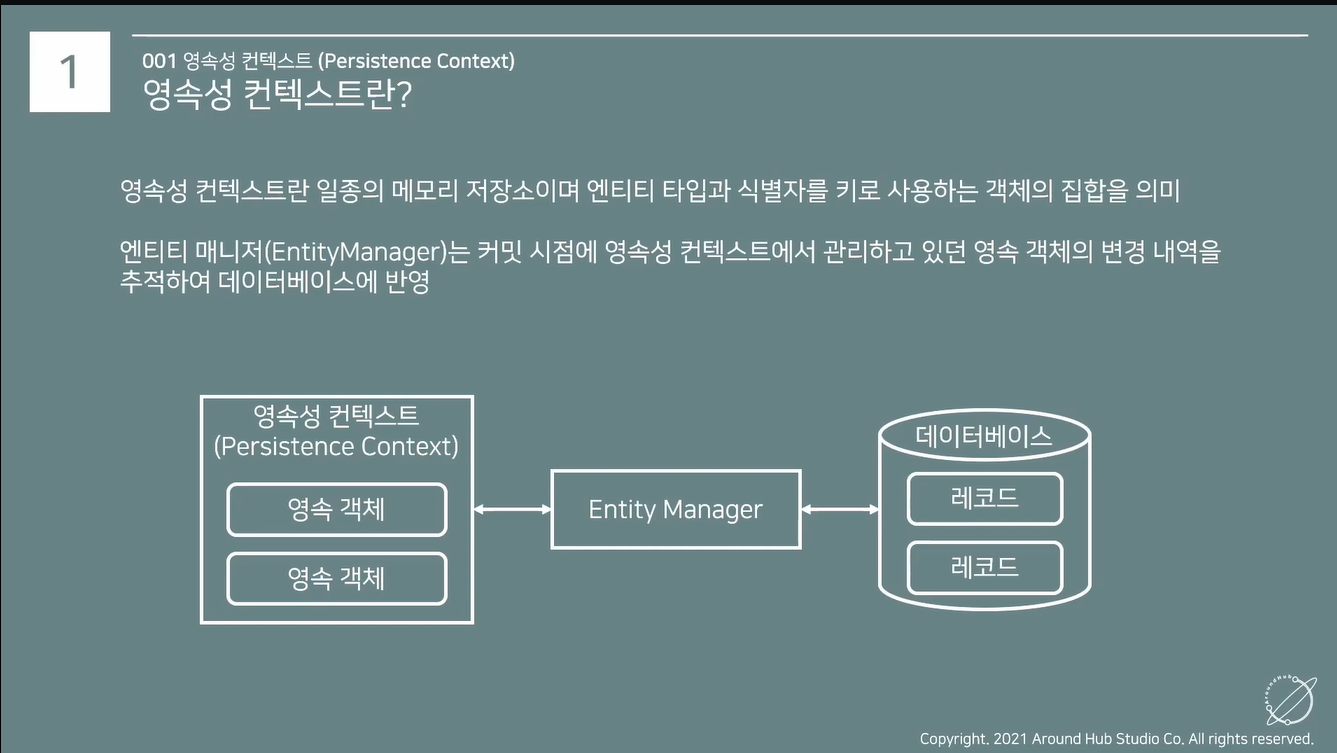 1
001 영속성 컨텍스트 (Persistence Context)
영속성 컨텍스트란?
영속성 컨텍스트란 일종의 메모리 저장소이며 엔티티 타입과 식별자를 키로 사용하는 객체의 집합을 의미
엔티티 매니저(EntityManager)는 커밋 시점에 영속성 컨텍스트에서 관리하고 있던 영속 객체의 변경 내역을
추적하여 데이터베이스에 반영
영속성 컨텍스트
(Persistence Context)
영속 객체
영속 객체
Entity Manager
데이터베이스
레코드
레코드
AroundHub
Copyright. 2021 Around Hub Studio Co. All rights reserved.